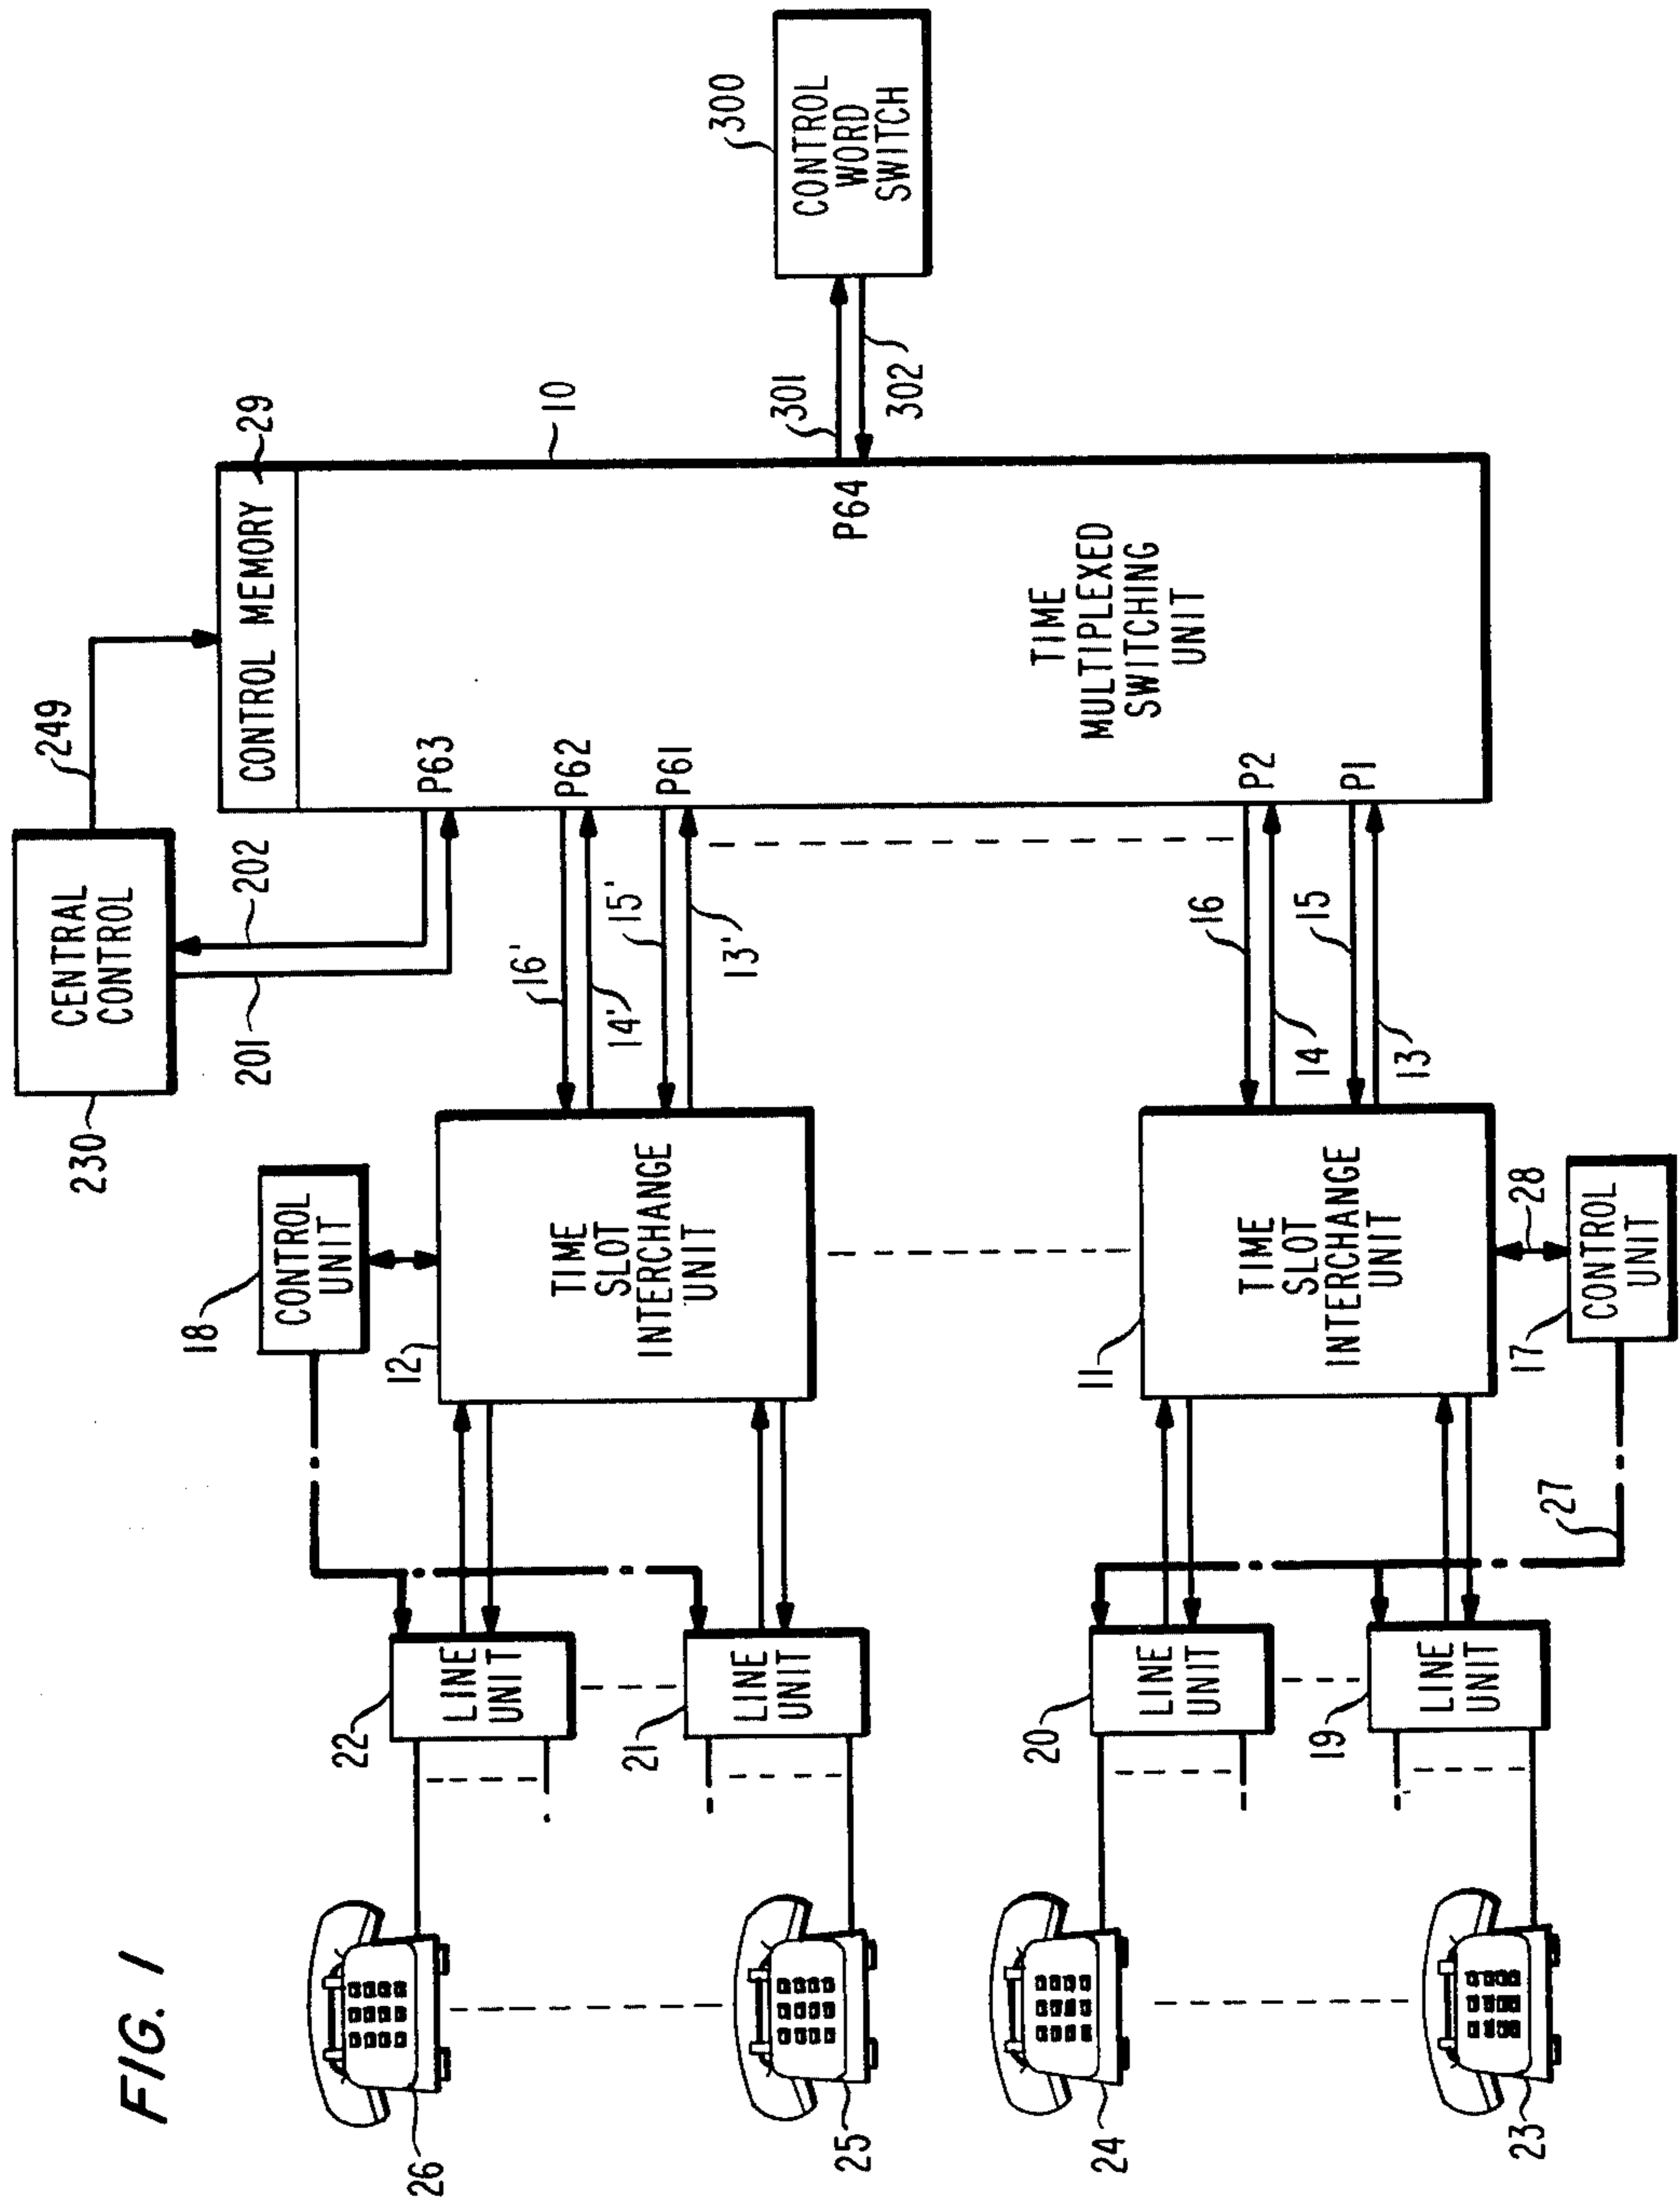 FIG. 1
26
25
24
23
22
LINE
UNIT
21
LINE
UNIT
20
LINE
UNIT
19
LINE
UNIT
27
18
CONTROL
UNIT
12
TIME
SLOT
INTERCHANGE
UNIT
11
TIME
SLOT
INTERCHANGE
UNIT
28
17
CONTROL
UNIT
230
CENTRAL
CONTROL
201
202
249
16'
14'
15'
13'
16
14
15
13
CONTROL MEMORY
29
P63
P62
P61
P2
P1
P64
TIME
MULTIPLEXED
SWITCHING
UNIT
10
301
302
300
CONTROL
WORD
SWITCH